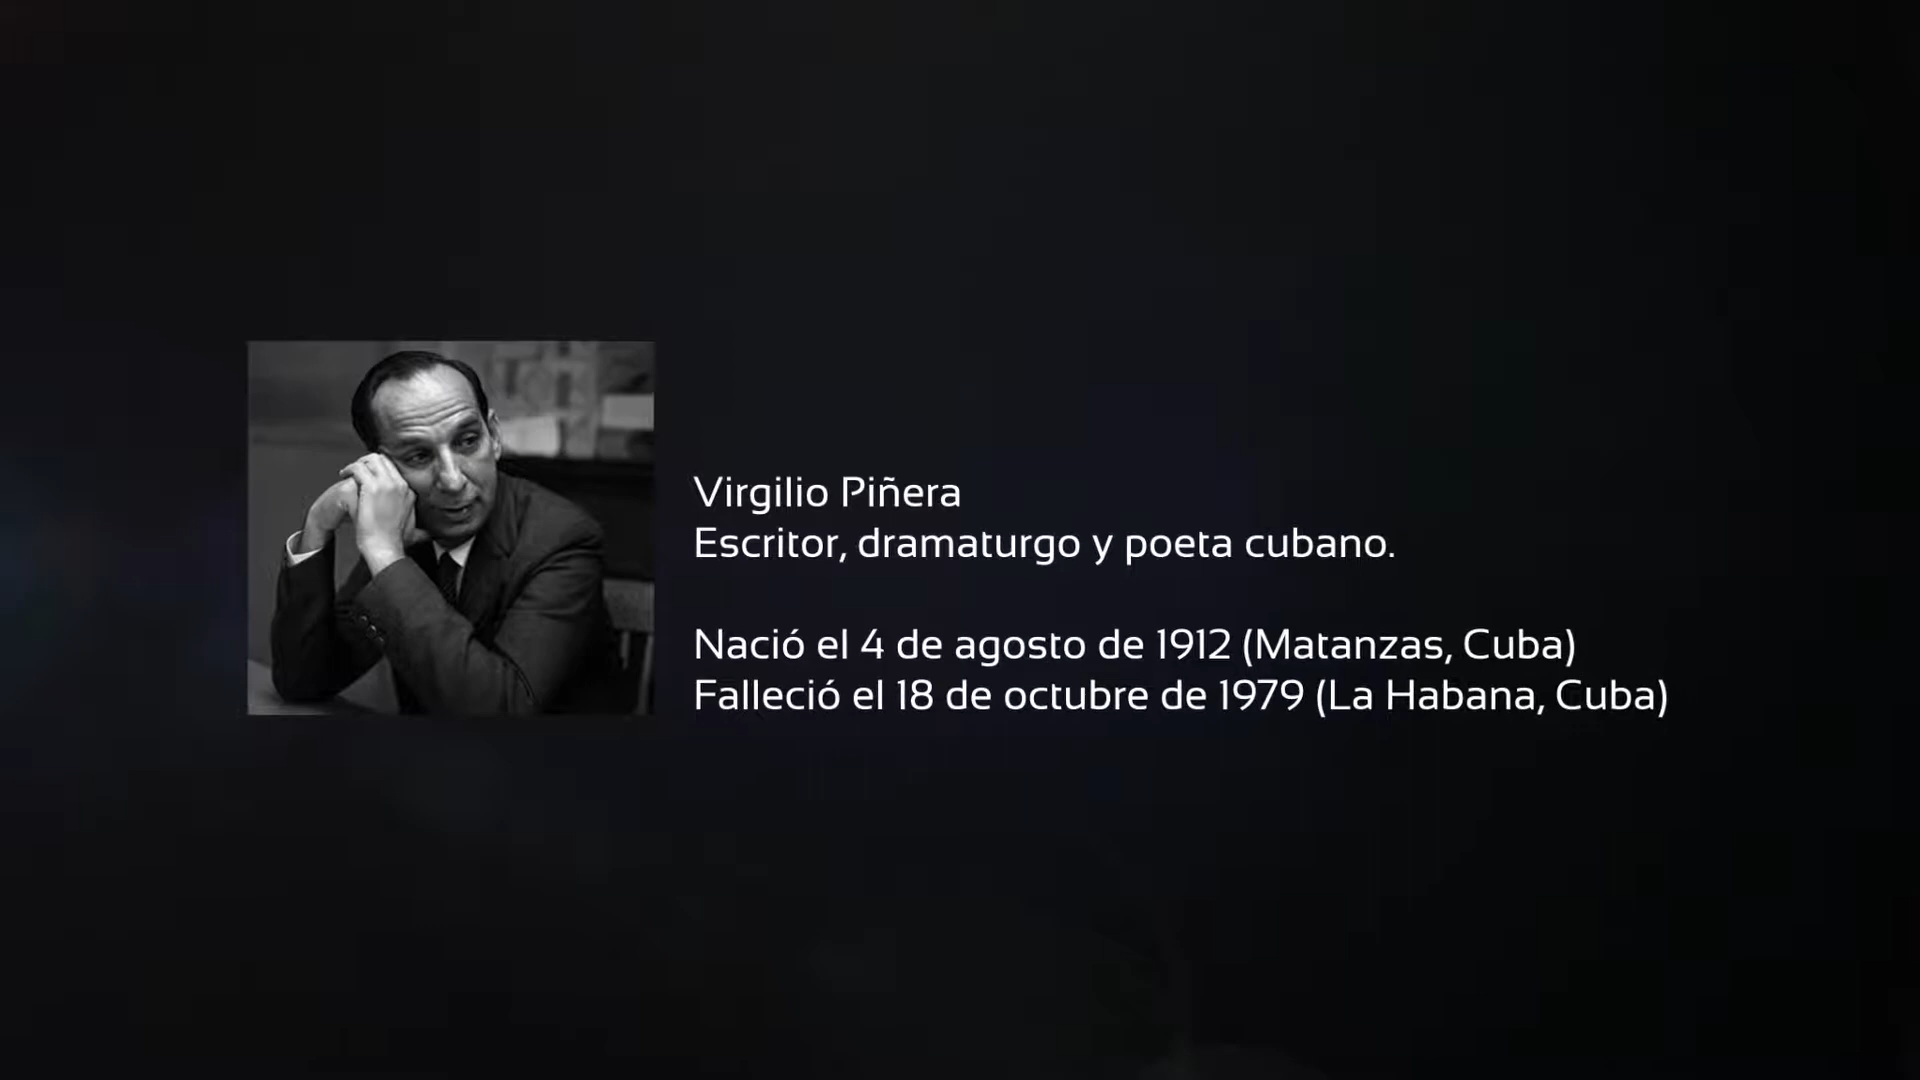 Virgilio Piñera
Escritor, dramaturgo y poeta cubano.
Nació el 4 de agosto de 1912 (Matanzas, Cuba)
Falleció el 18 de octubre de 1979 (La Habana, Cuba)